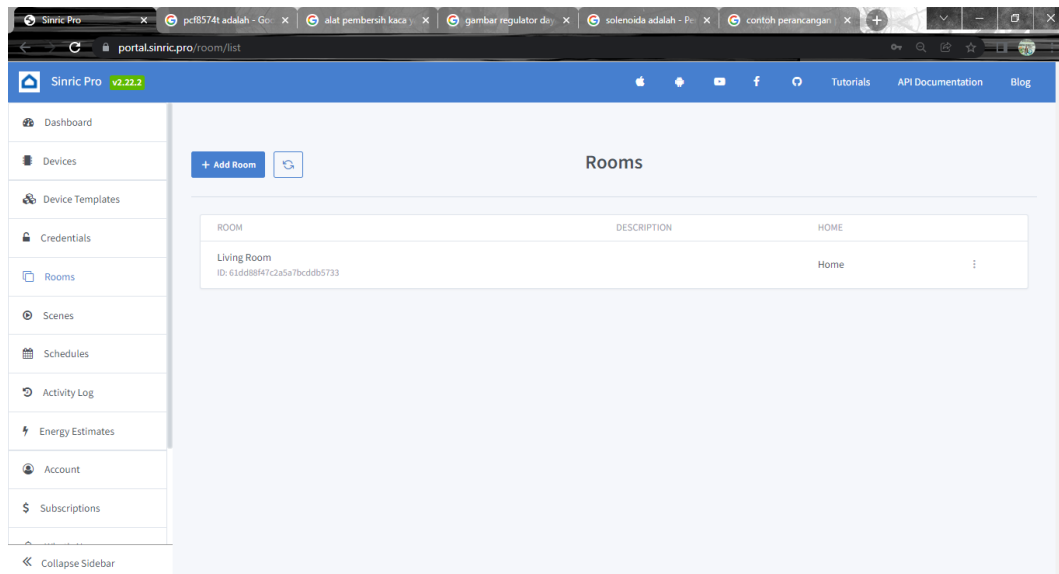 Sinric Pro
pcf8574t adalah - Goo
alat pembersih kaca y
gambar regulator day
solenoida adalah - Pe
contoh perancangan
portal.sinric.pro/room/list
Sinric Pro v2.22.2
Tutorials API Documentation Blog
Dashboard
Devices
Device Templates
Credentials
Rooms
Scenes
Schedules
Activity Log
Energy Estimates
Account
Subscriptions
Collapse Sidebar
+ Add Room
Rooms
ROOM DESCRIPTION HOME
Living Room
ID: 61dd88f47c2a5a7bcddb5733
Home